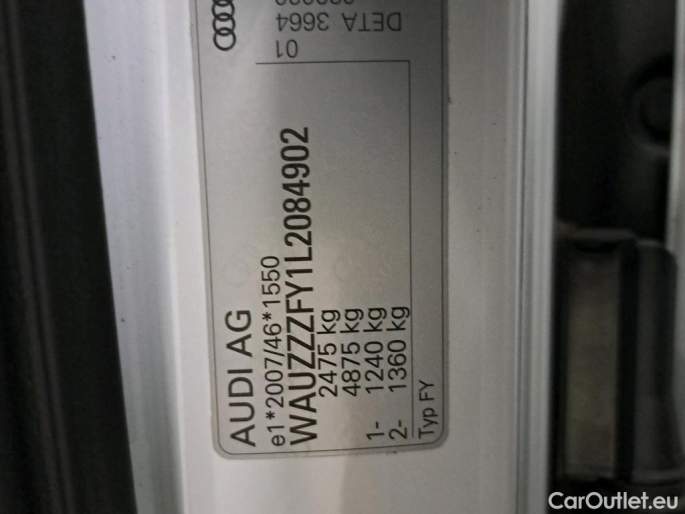 AUDI AG
e1*2007/46*1550
WAUZZZFY1L2084902
2475 kg
4875 kg
1- 1240 kg
2- 1360 kg
Typ FY
01
DETA 3664
CarOutlet.eu